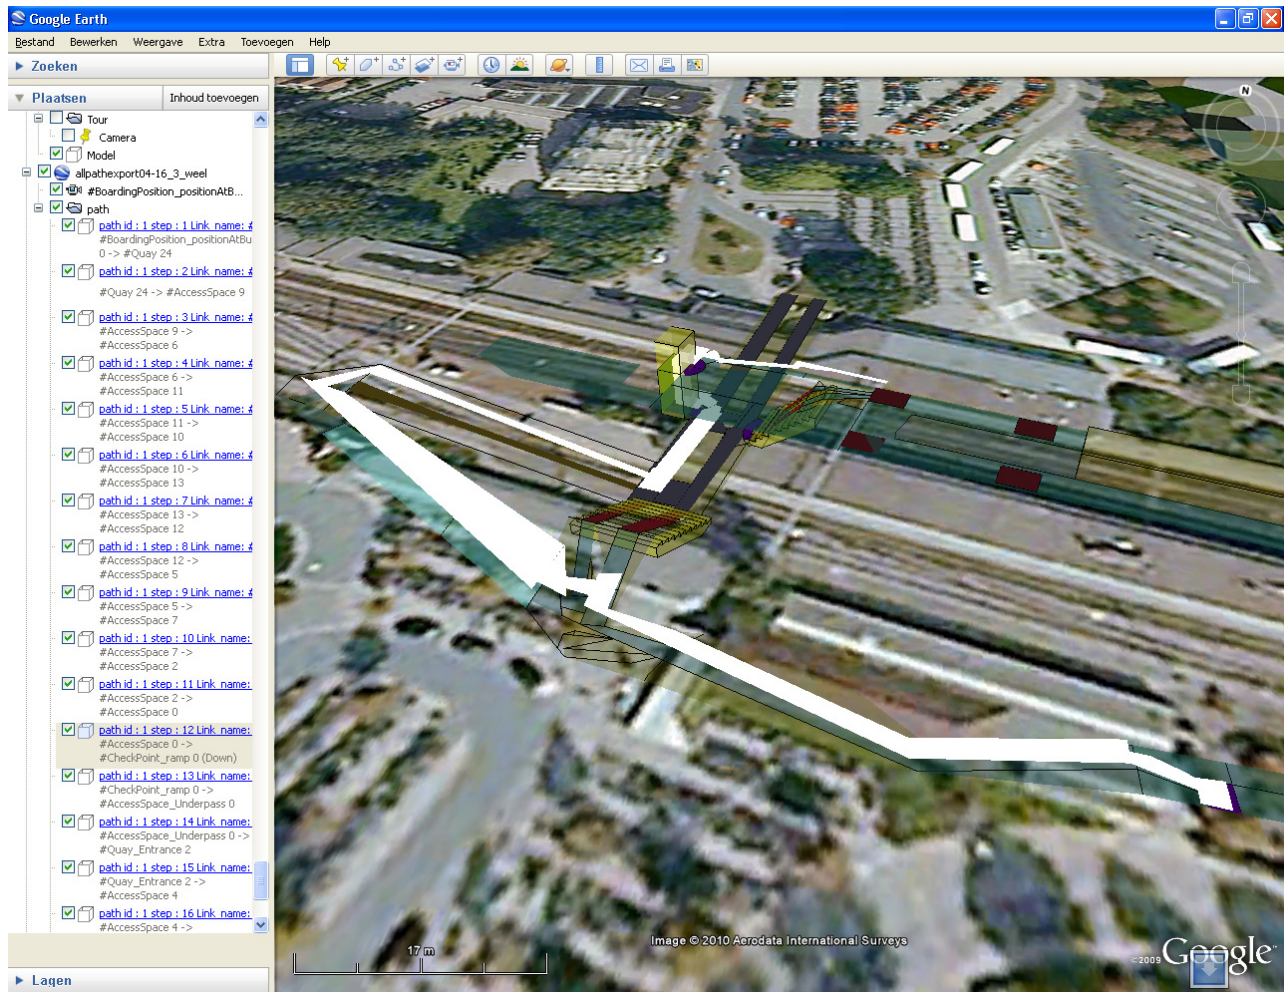 Google Earth
Bestand Bewerken Weergave Extra Toevoegen Help
Zoeken
Plaatsen Inhoud toevoegen
Tour
Camera
Model
allpathexport04-16_3_weel
#BoardingPosition_positionAtB...
path
path id : 1 step : 1 Link name: #
#BoardingPosition_positionAtBu
0 -> #Quay 24
path id : 1 step : 2 Link name: #
#Quay 24 -> #AccessSpace 9
path id : 1 step : 3 Link name: #
#AccessSpace 9 ->
#AccessSpace 6
path id : 1 step : 4 Link name: #
#AccessSpace 6 ->
#AccessSpace 11
path id : 1 step : 5 Link name: #
#AccessSpace 11 ->
#AccessSpace 10
path id : 1 step : 6 Link name: #
#AccessSpace 10 ->
#AccessSpace 13
path id : 1 step : 7 Link name: #
#AccessSpace 13 ->
#AccessSpace 12
path id : 1 step : 8 Link name: #
#AccessSpace 12 ->
#AccessSpace 5
path id : 1 step : 9 Link name: #
#AccessSpace 5 ->
#AccessSpace 7
path id : 1 step : 10 Link name:
#AccessSpace 7 ->
#AccessSpace 2
path id : 1 step : 11 Link name:
#AccessSpace 2 ->
#AccessSpace 0
path id : 1 step : 12 Link name:
#AccessSpace 0 ->
#CheckPoint_ramp 0 (Down)
path id : 1 step : 13 Link name:
#CheckPoint_ramp 0 ->
#AccessSpace_Underpass 0
path id : 1 step : 14 Link name:
#AccessSpace_Underpass 0 ->
#Quay_Entrance 2
path id : 1 step : 15 Link name:
#Quay_Entrance 2 ->
#AccessSpace 4
path id : 1 step : 16 Link name:
#AccessSpace 4 ->
Lagen
N
17 m
Image © 2010 Aerodata International Surveys
©2009 Google™